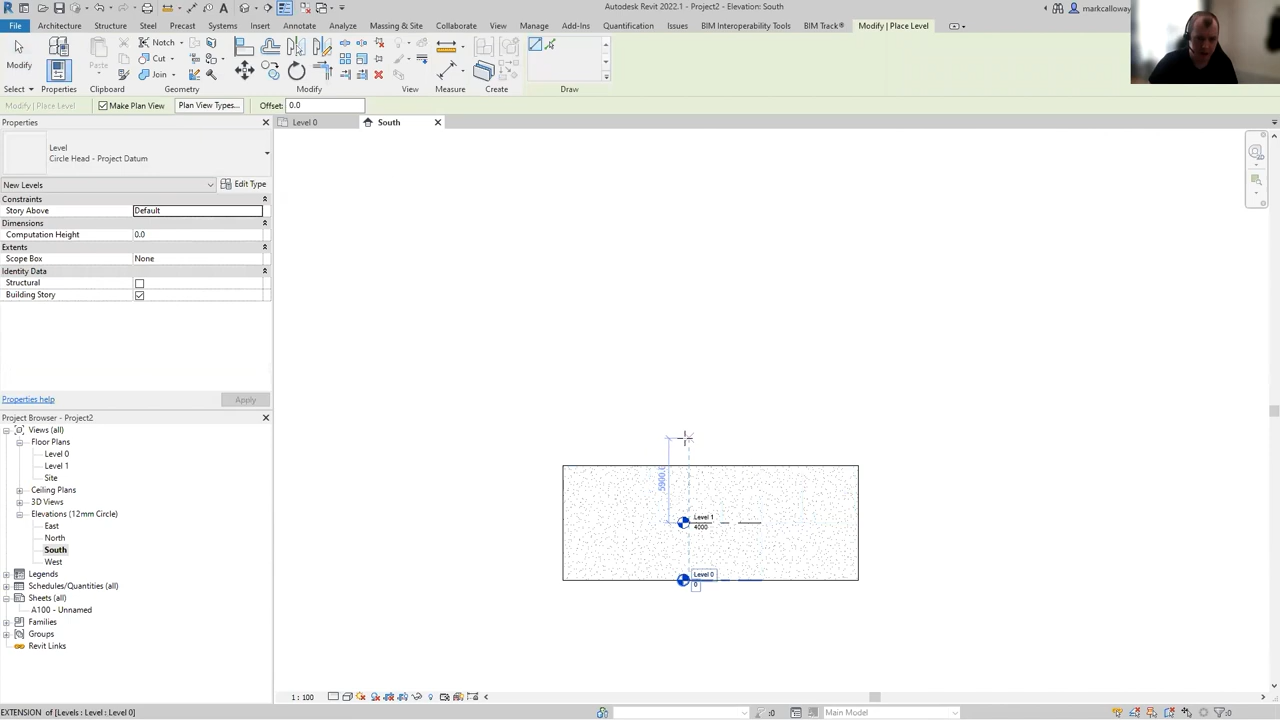 Autodesk Revit 2022.1 - Project2 - Elevation: South
markcalloway
File
Architecture
Structure
Steel
Precast
Systems
Insert
Annotate
Analyze
Massing & Site
Collaborate
View
Manage
Add-Ins
Quantification
Issues
BIM Interoperability Tools
BIM Track®
Modify | Place Level
Modify
Paste
Notch
Cut
Join
Select
Properties
Clipboard
Geometry
Modify
View
Measure
Create
Draw
Modify | Place Level
Make Plan View
Plan View Types...
Offset:
0.0
Properties
Level 0
South
Level
Circle Head - Project Datum
New Levels
Edit Type
Constraints
Story Above
Default
Dimensions
Computation Height
0.0
Extents
Scope Box
None
Identity Data
Structural
Building Story
Properties help
Apply
Project Browser - Project2
Views (all)
Floor Plans
Level 0
Level 1
Site
Ceiling Plans
3D Views
Elevations (12mm Circle)
East
North
South
West
Legends
Schedules/Quantities (all)
Sheets (all)
A100 - Unnamed
Families
Groups
Revit Links
Level 1
4000
Level 0
0
1 : 100
EXTENSION of [Levels : Level : Level 0]
:0
Main Model
:0